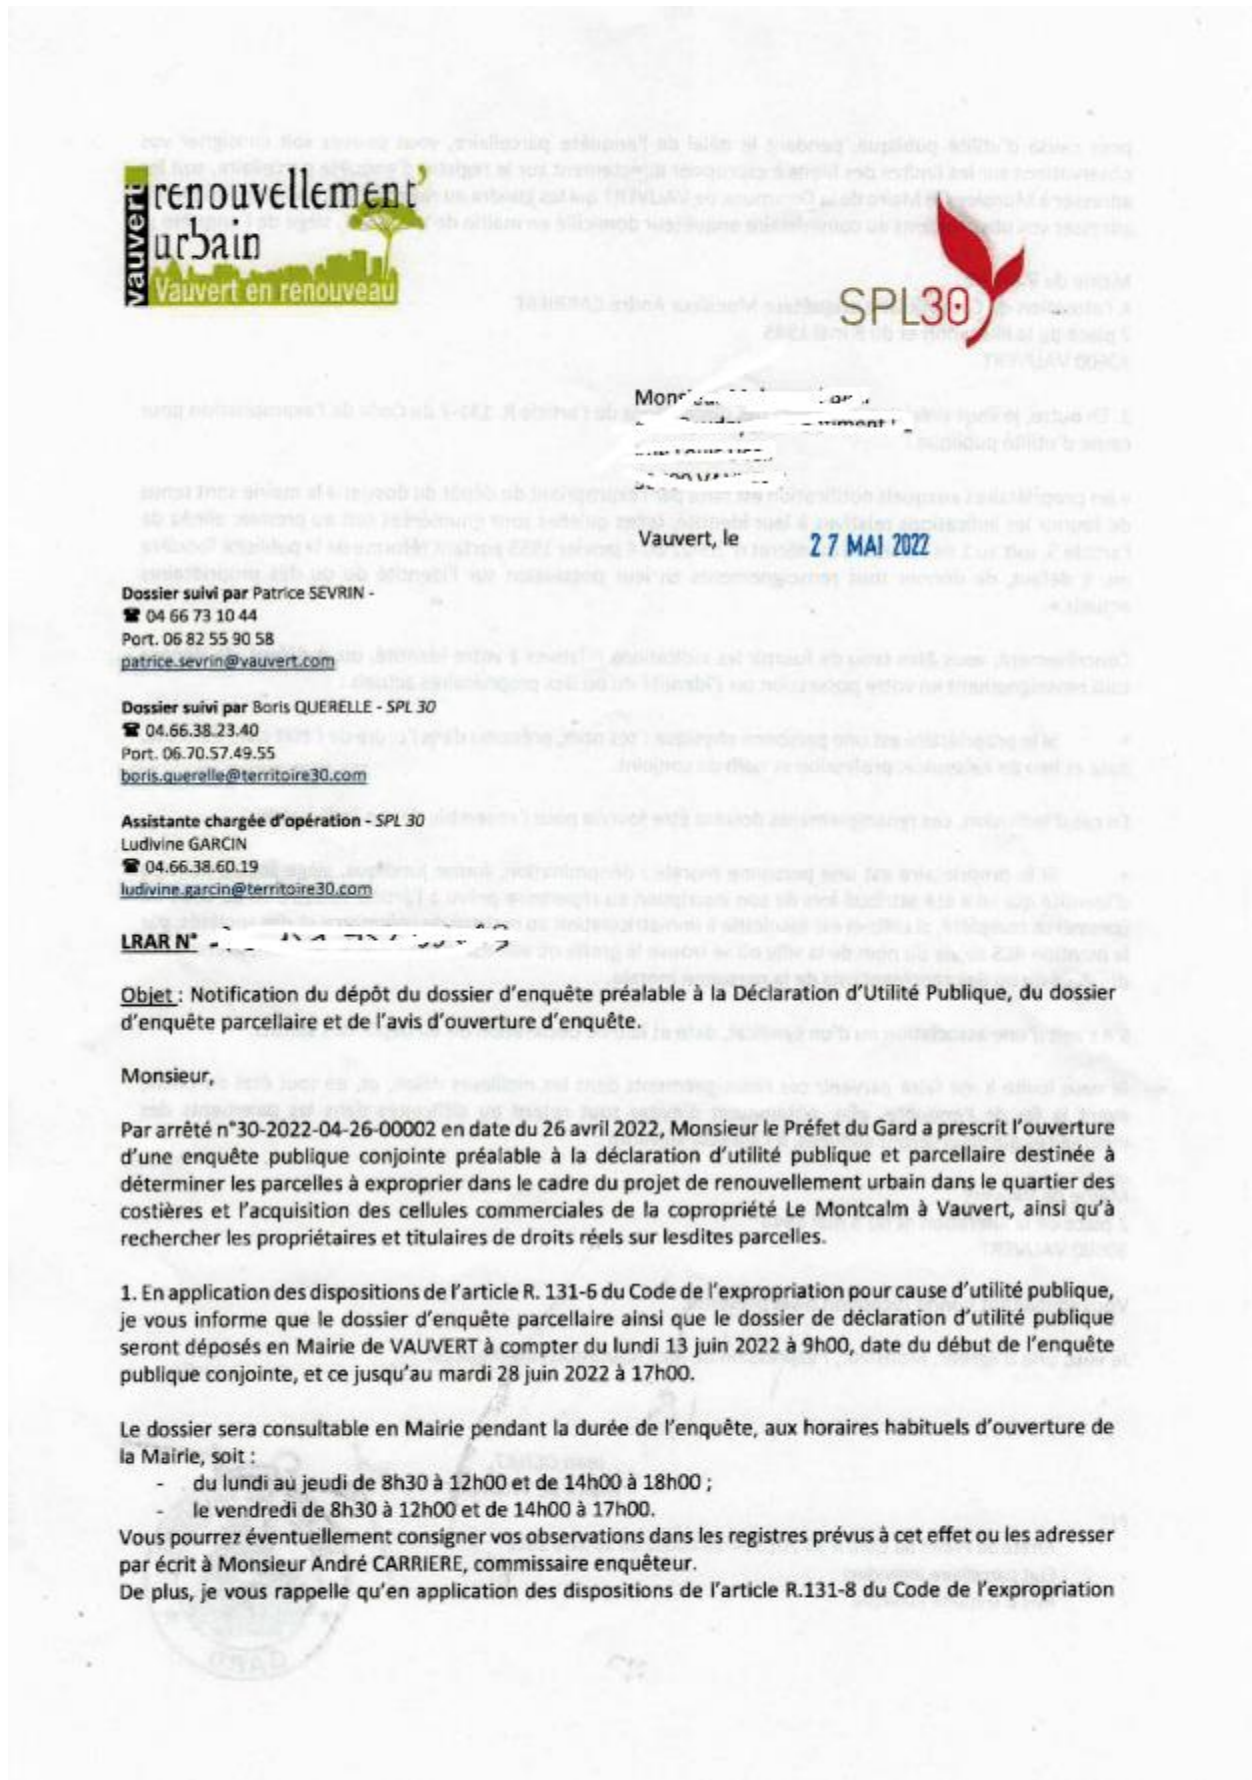 vauvert
renouvellement
urbain
Vauvert en renouveau
SPL30
Vauvert, le
27 MAI 2022
Dossier suivi par Patrice SEVRIN -
☎ 04 66 73 10 44
Port. 06 82 55 90 58
patrice.sevrin@vauvert.com
Dossier suivi par Boris QUERELLE - SPL 30
☎ 04.66.38.23.40
Port. 06.70.57.49.55
boris.querelle@territoire30.com
Assistante chargée d'opération - SPL 30
Ludivine GARCIN
☎ 04.66.38.60.19
ludivine.garcin@territoire30.com
LRAR N°
Objet : Notification du dépôt du dossier d'enquête préalable à la Déclaration d'Utilité Publique, du dossier
d'enquête parcellaire et de l'avis d'ouverture d'enquête.
Monsieur,
Par arrêté n°30-2022-04-26-00002 en date du 26 avril 2022, Monsieur le Préfet du Gard a prescrit l'ouverture
d'une enquête publique conjointe préalable à la déclaration d'utilité publique et parcellaire destinée à
déterminer les parcelles à exproprier dans le cadre du projet de renouvellement urbain dans le quartier des
costières et l'acquisition des cellules commerciales de la copropriété Le Montcalm à Vauvert, ainsi qu'à
rechercher les propriétaires et titulaires de droits réels sur lesdites parcelles.
1. En application des dispositions de l'article R. 131-6 du Code de l'expropriation pour cause d'utilité publique,
je vous informe que le dossier d'enquête parcellaire ainsi que le dossier de déclaration d'utilité publique
seront déposés en Mairie de VAUVERT à compter du lundi 13 juin 2022 à 9h00, date du début de l'enquête
publique conjointe, et ce jusqu'au mardi 28 juin 2022 à 17h00.
Le dossier sera consultable en Mairie pendant la durée de l'enquête, aux horaires habituels d'ouverture de
la Mairie, soit :
- du lundi au jeudi de 8h30 à 12h00 et de 14h00 à 18h00 ;
- le vendredi de 8h30 à 12h00 et de 14h00 à 17h00.
Vous pourrez éventuellement consigner vos observations dans les registres prévus à cet effet ou les adresser
par écrit à Monsieur André CARRIERE, commissaire enquêteur.
De plus, je vous rappelle qu'en application des dispositions de l'article R.131-8 du Code de l'expropriation